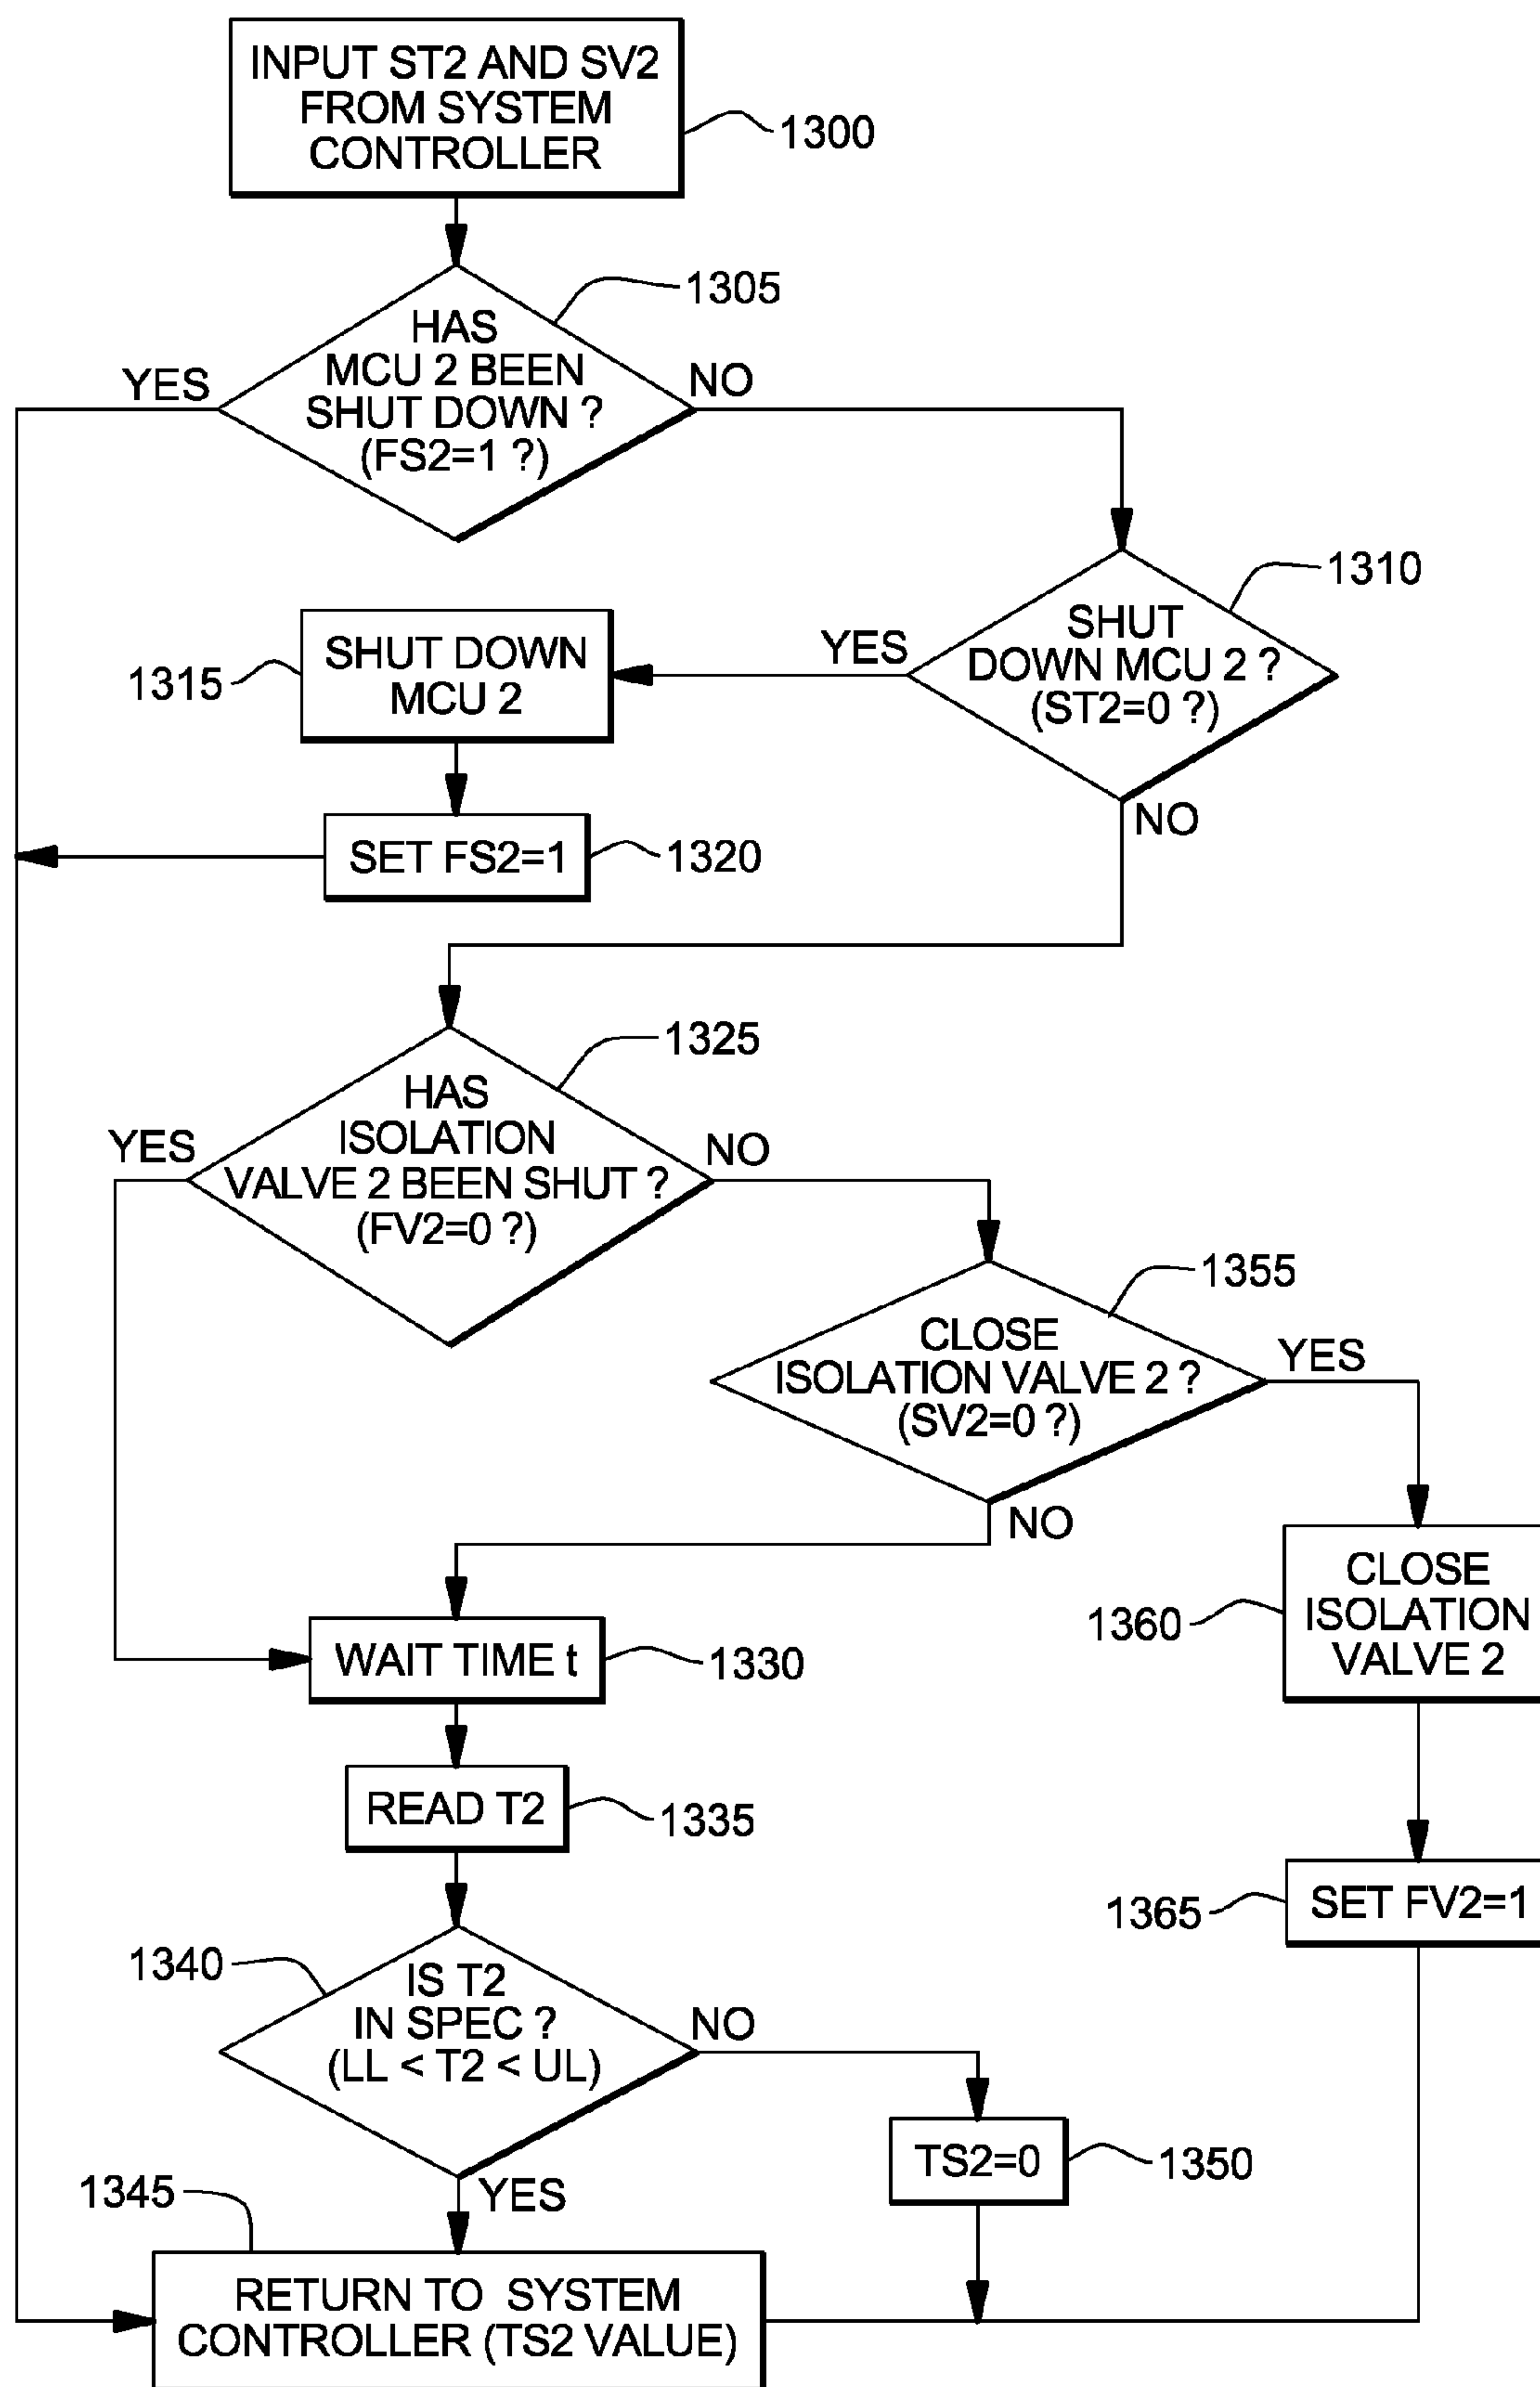 INPUT ST2 AND SV2
FROM SYSTEM
CONTROLLER
1300
HAS
MCU 2 BEEN
SHUT DOWN ?
(FS2=1 ?)
1305
YES
NO
SHUT
DOWN MCU 2 ?
(ST2=0 ?)
1310
YES
NO
SHUT DOWN
MCU 2
1315
SET FS2=1
1320
HAS
ISOLATION
VALVE 2 BEEN SHUT ?
(FV2=0 ?)
1325
YES
NO
CLOSE
ISOLATION VALVE 2 ?
(SV2=0 ?)
1355
YES
NO
CLOSE
ISOLATION
VALVE 2
1360
WAIT TIME t
1330
READ T2
1335
SET FV2=1
1365
IS T2
IN SPEC ?
(LL < T2 < UL)
1340
NO
YES
TS2=0
1350
1345
RETURN TO SYSTEM
CONTROLLER (TS2 VALUE)